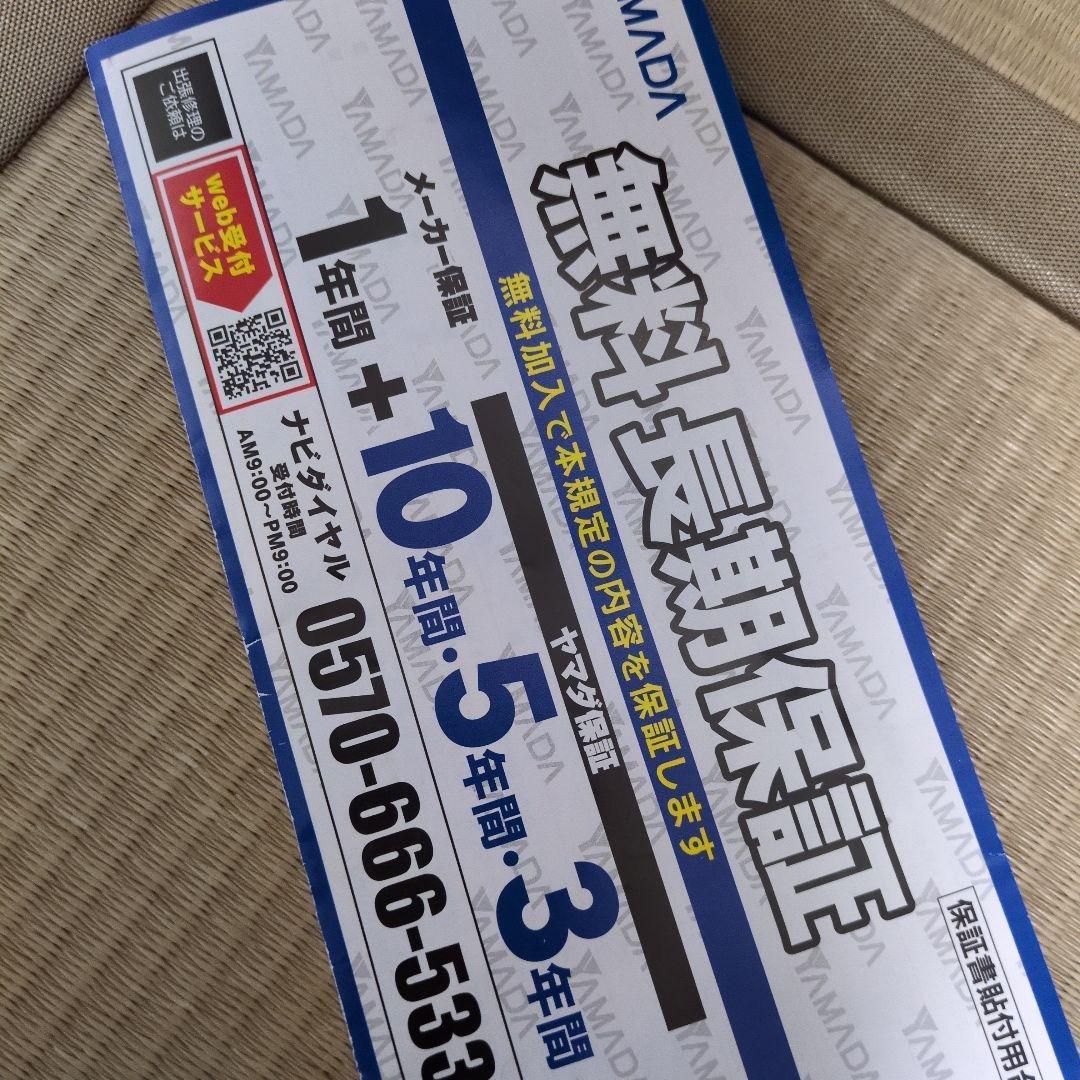 YAMADA
無料長期保証
無料加入で本規定の内容を保証します
メーカー保証
ヤマダ保証
1年間+10年間・5年間・3年間
出張修理の
ご依頼は
web受付
サービス
ナビダイヤル
受付時間
AM9:00~PM9:00
0570-666-533
保証書貼付用